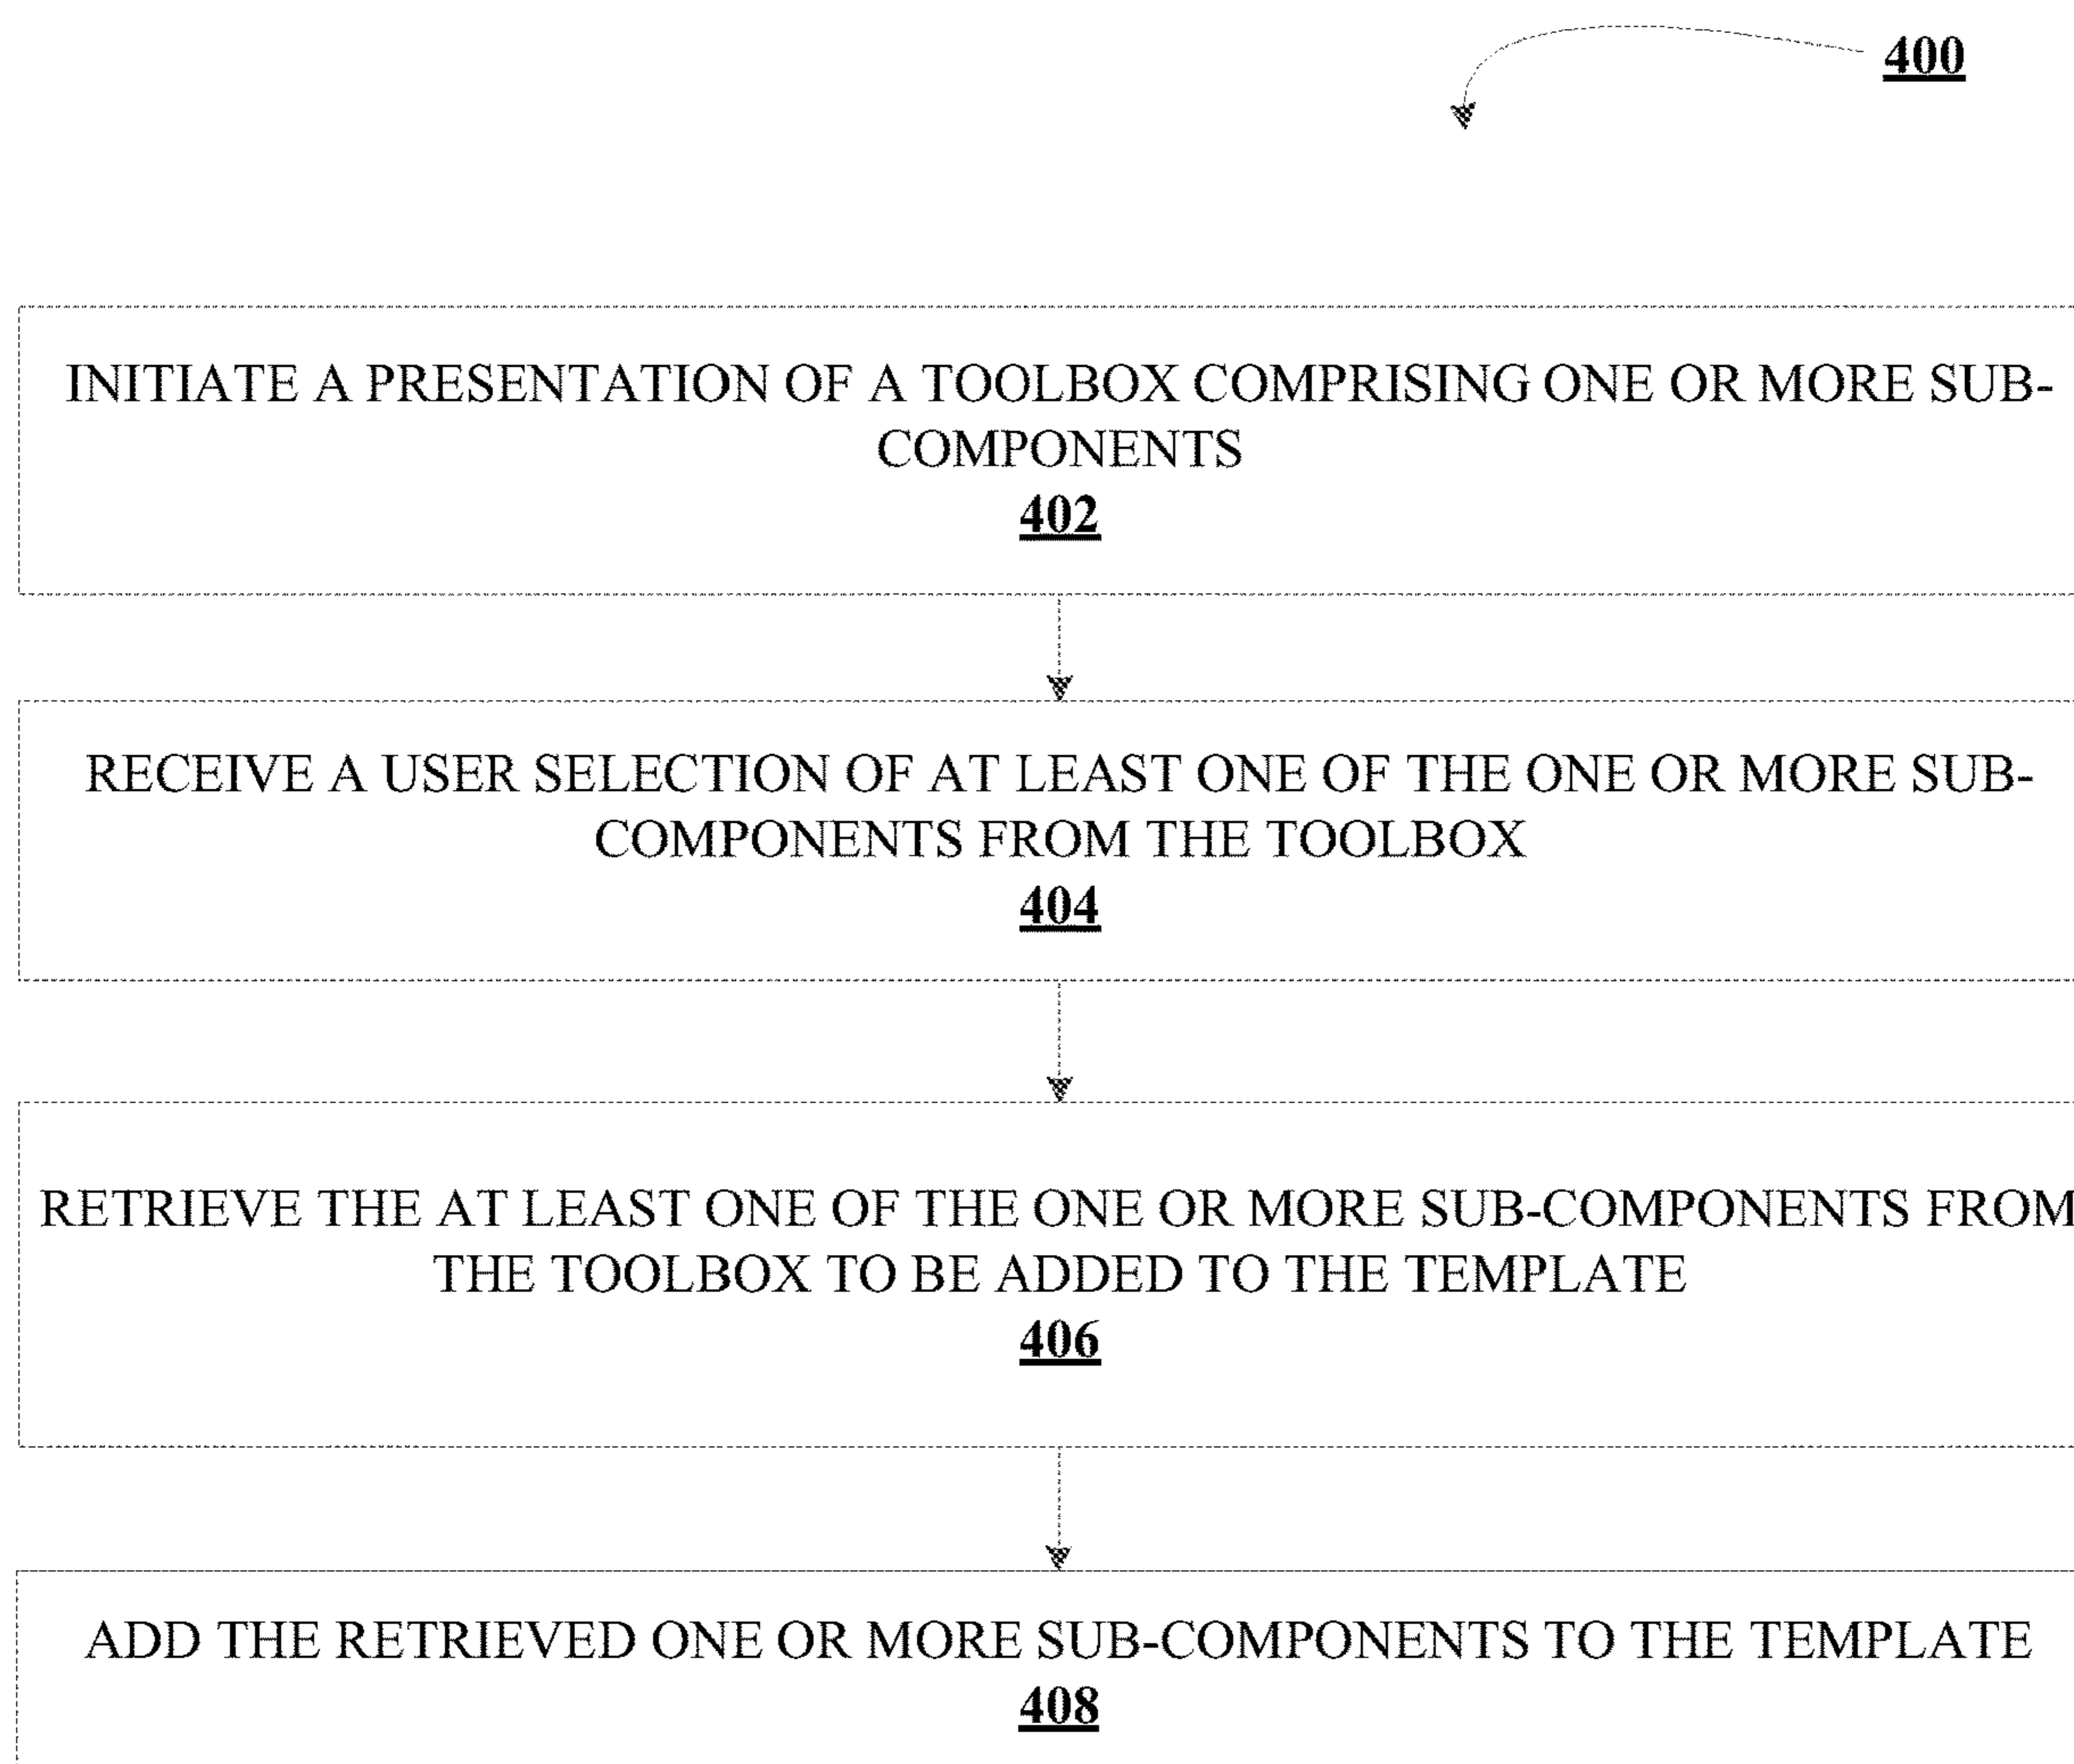 400
INITIATE A PRESENTATION OF A TOOLBOX COMPRISING ONE OR MORE SUB-
COMPONENTS
402
RECEIVE A USER SELECTION OF AT LEAST ONE OF THE ONE OR MORE SUB-
COMPONENTS FROM THE TOOLBOX
404
RETRIEVE THE AT LEAST ONE OF THE ONE OR MORE SUB-COMPONENTS FROM
THE TOOLBOX TO BE ADDED TO THE TEMPLATE
406
ADD THE RETRIEVED ONE OR MORE SUB-COMPONENTS TO THE TEMPLATE
408